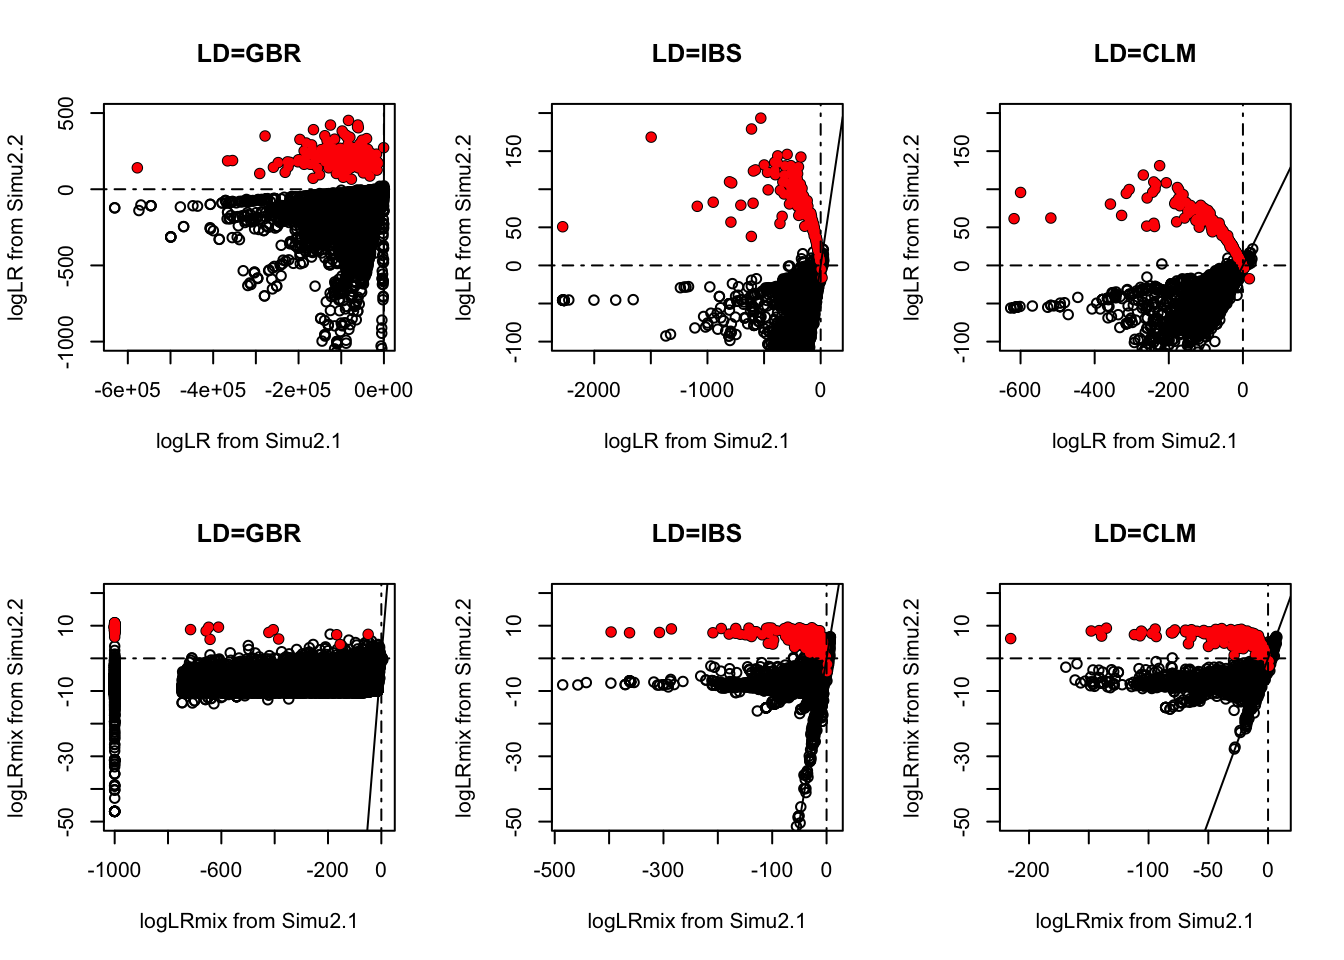 LD=GBR
logLR from Simu2.2
500
0
-500
-1000
-6e+05 -4e+05 -2e+05 0e+00
logLR from Simu2.1
LD=IBS
logLR from Simu2.2
150
50
0
-100
-2000 -1000 0
logLR from Simu2.1
LD=CLM
logLR from Simu2.2
150
50
0
-100
-600 -400 -200 0
logLR from Simu2.1
LD=GBR
logLRmix from Simu2.2
10
-10
-30
-50
-1000 -600 -200 0
logLRmix from Simu2.1
LD=IBS
logLRmix from Simu2.2
10
-10
-30
-50
-500 -300 -100 0
logLRmix from Simu2.1
LD=CLM
logLRmix from Simu2.2
10
-10
-30
-50
-200 -100 -50 0
logLRmix from Simu2.1